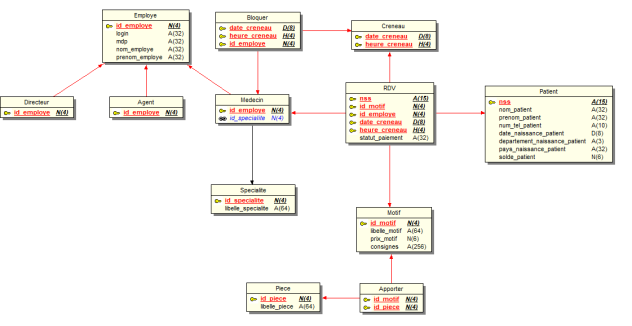 Employe
id_employe N(4)
login A(32)
mdp A(32)
nom_employe A(32)
prenom_employe A(32)
Bloquer
date_creneau D(8)
heure_creneau H(4)
id_employe N(4)
Creneau
date_creneau D(8)
heure_creneau H(4)
Directeur
id_employe N(4)
Agent
id_employe N(4)
Medecin
id_employe N(4)
id_specialite N(4)
RDV
nss A(15)
id_motif N(4)
id_employe N(4)
date_creneau D(8)
heure_creneau H(4)
statut_paiement A(32)
Patient
nss A(15)
nom_patient A(32)
prenom_patient A(32)
num_tel_patient A(10)
date_naissance_patient D(8)
departement_naissance_patient A(3)
pays_naissance_patient A(32)
solde_patient N(6)
Specialite
id_specialite N(4)
libelle_specialite A(64)
Motif
id_motif N(4)
libelle_motif A(64)
prix_motif N(6)
consignes A(256)
Piece
id_piece N(4)
libelle_piece A(64)
Apporter
id_motif N(4)
id_piece N(4)